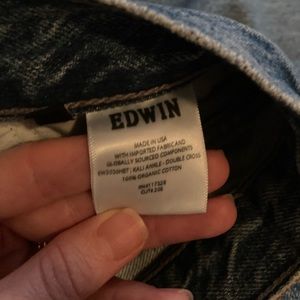 EDWIN
MADE IN USA
WITH IMPORTED FABRIC AND
GLOBALLY SOURCED COMPONENTS
KALI ANKLE - DOUBLE CROSS
100% ORGANIC COTTON